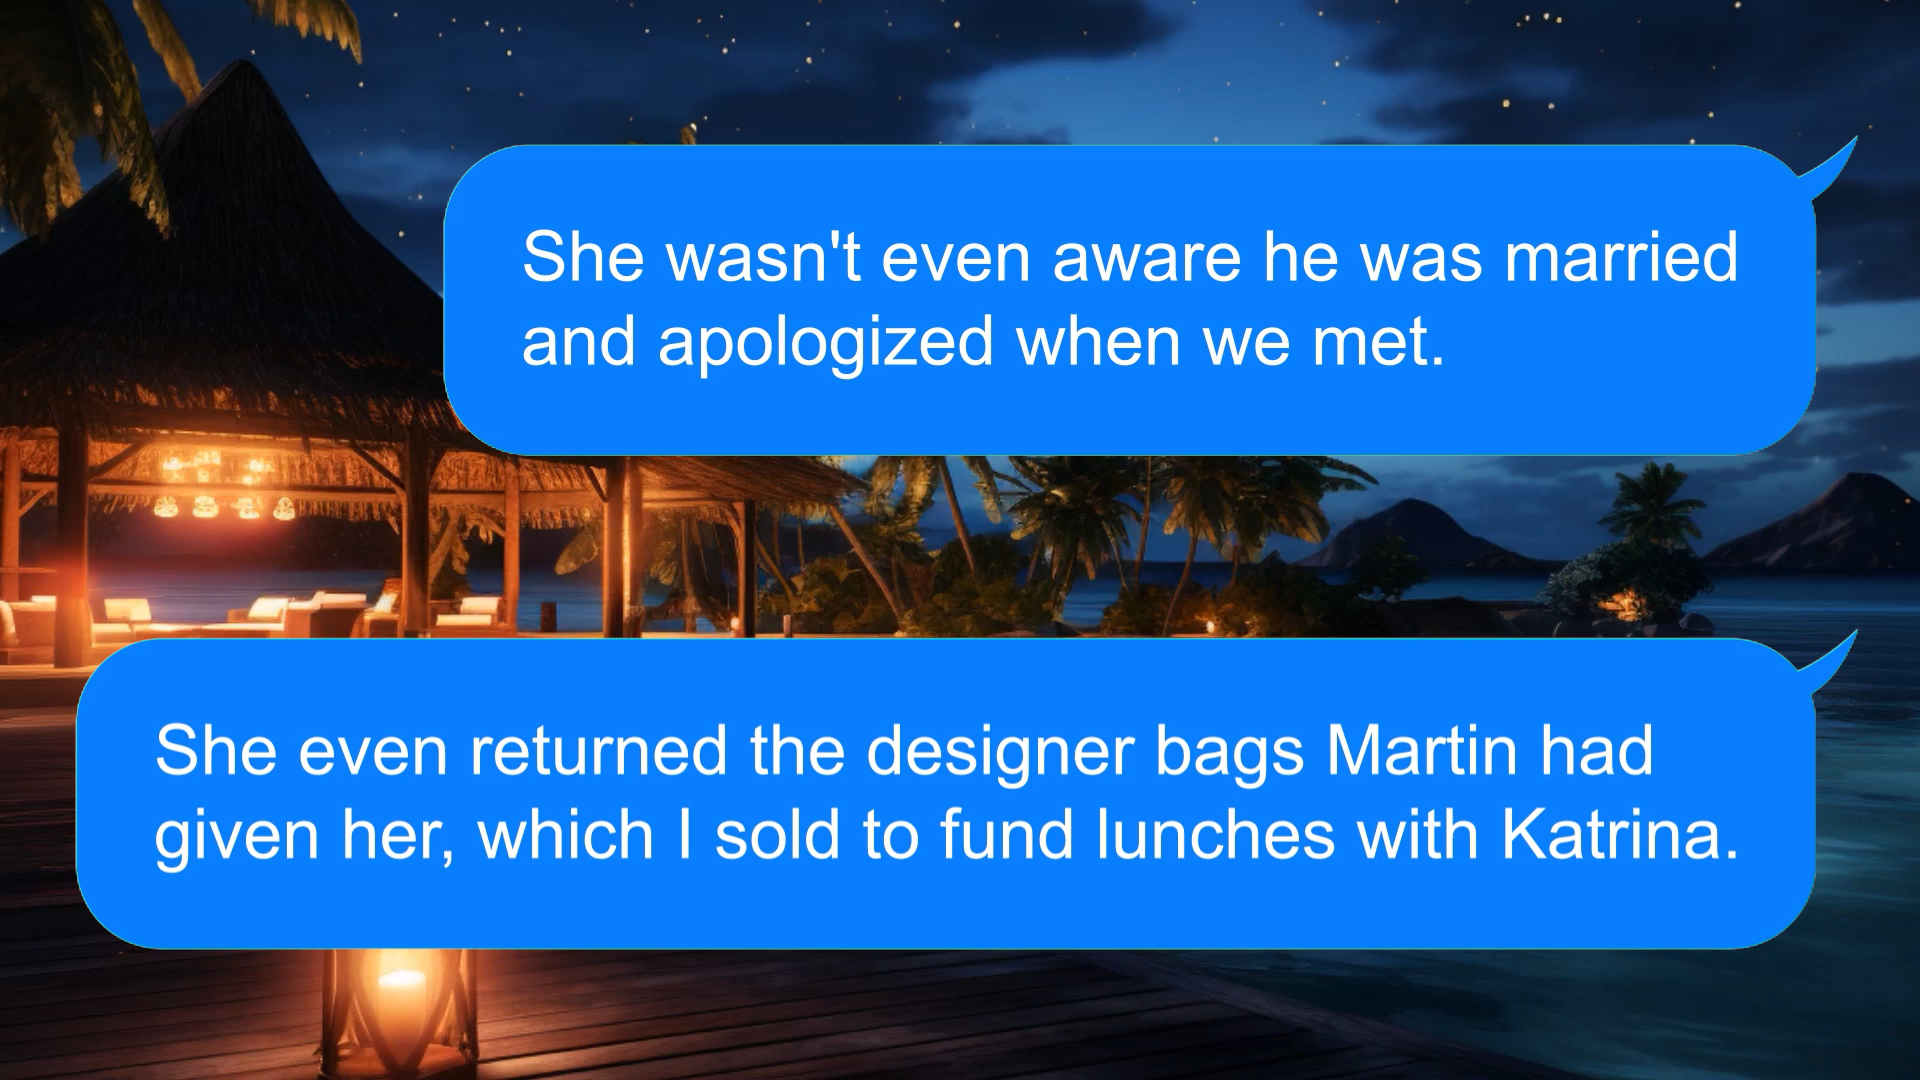 She wasn't even aware he was married
and apologized when we met.
She even returned the designer bags Martin had
given her, which I sold to fund lunches with Katrina.